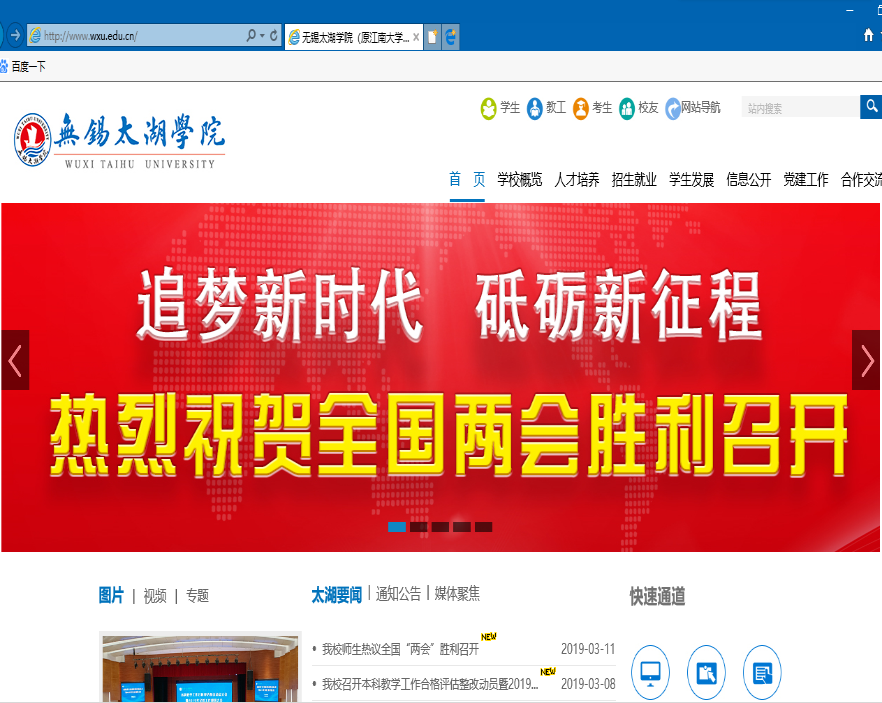 http://www.wxu.edu.cn/
无锡太湖学院（原江南大学...
百度一下
学生 教工 考生 校友 网站导航
站内搜索
無錫太湖學院
WUXI TAIHU UNIVERSITY
首 页 学校概览 人才培养 招生就业 学生发展 信息公开 党建工作 合作交流
追梦新时代 砥砺新征程
热烈祝贺全国两会胜利召开
图片 | 视频 | 专题
太湖要闻 | 通知公告 | 媒体聚焦
快速通道
NEW
• 我校师生热议全国“两会”胜利召开 2019-03-11
NEW
• 我校召开本科教学工作合格评估整改动员暨2019... 2019-03-08